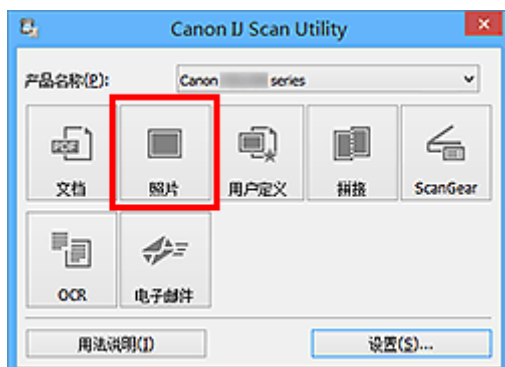 Canon IJ Scan Utility
产品名称(P): Canon series
PDF
文档 照片 用户定义 拼接 ScanGear
OCR 电子邮件
用法说明(I) 设置(S)...